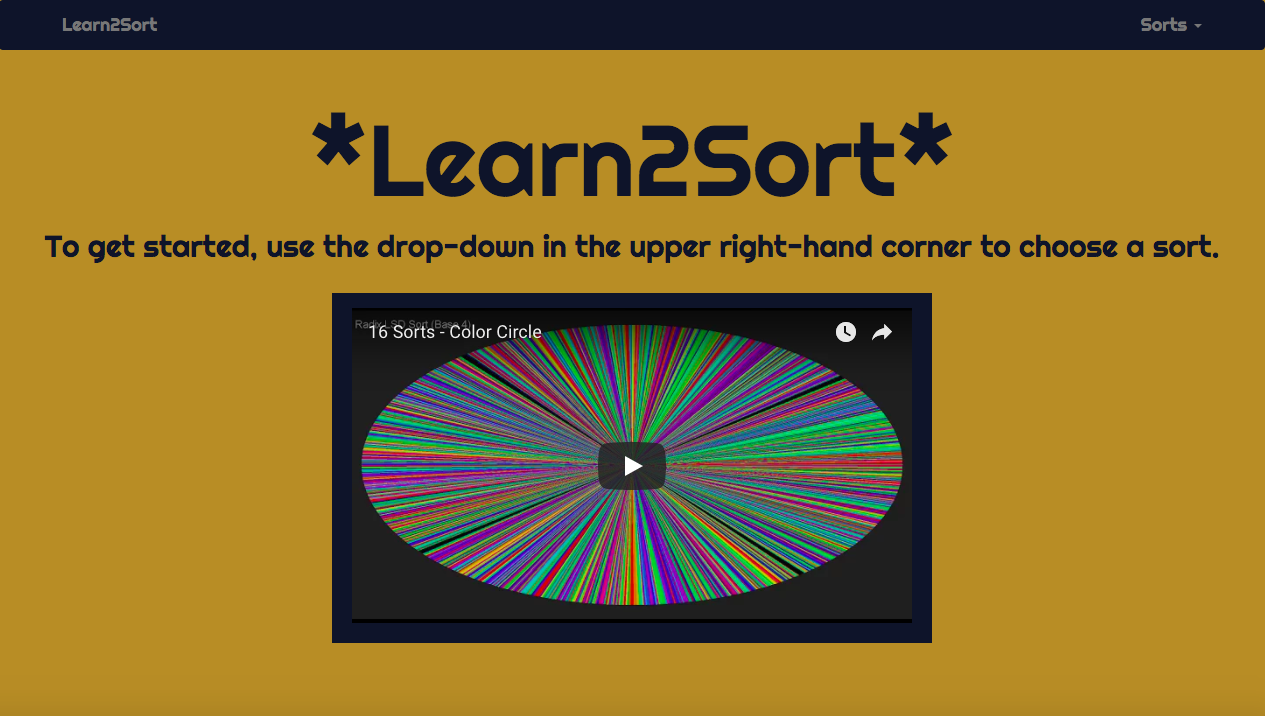 Learn2Sort
Sorts
*Learn2Sort*
To get started, use the drop-down in the upper right-hand corner to choose a sort.
Radix LSD Sort (Base 4)
16 Sorts - Color Circle